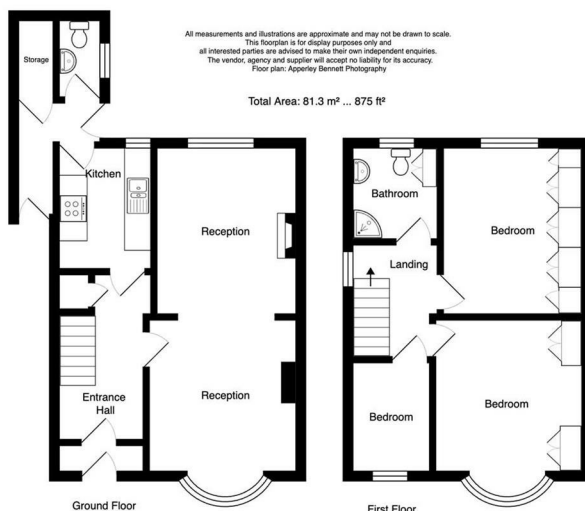 All measurements and illustrations are approximate and may not be drawn to scale.
This floorplan is for display purposes only and
all interested parties are advised to make their own independent enquiries.
The vendor, agency and supplier will accept no liability for its accuracy.
Floor plan: Apperley Bennett Photography
Total Area: 81.3 m² ... 875 ft²
Storage
Kitchen
Reception
Entrance
Hall
Reception
Ground Floor
Bathroom
Bedroom
Landing
Bedroom
Bedroom
First Floor